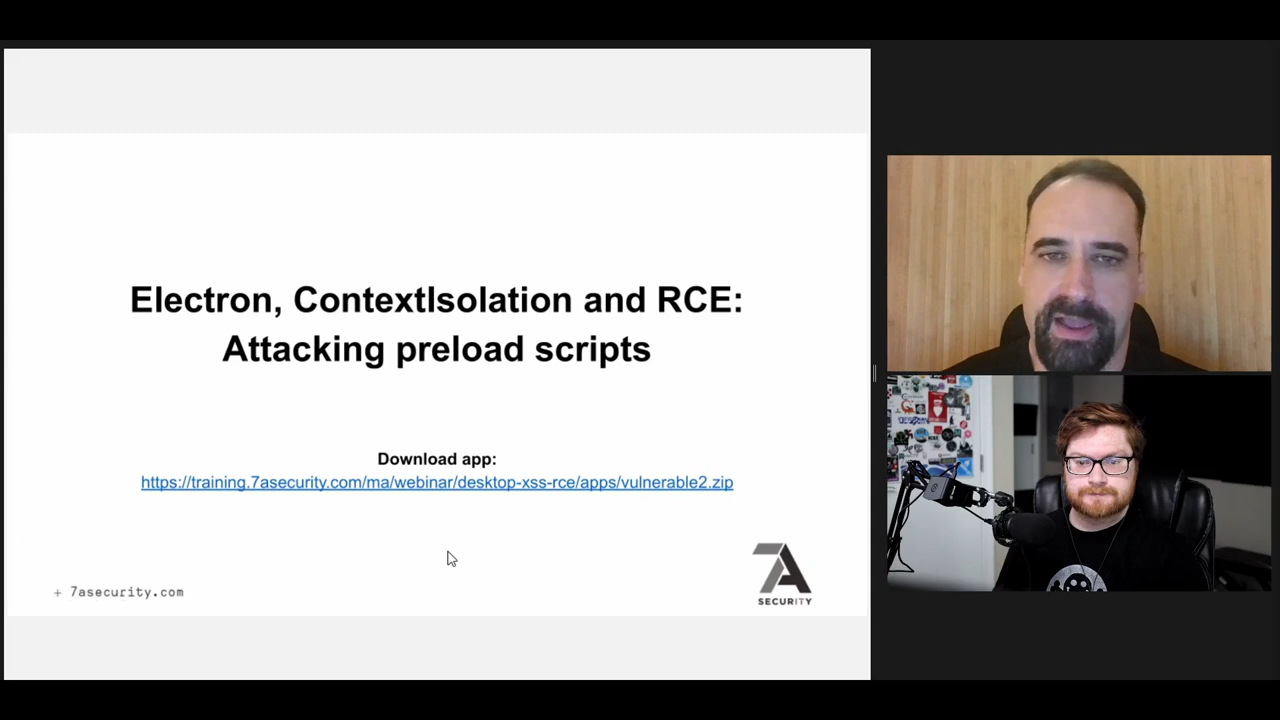 Electron, ContextIsolation and RCE:
Attacking preload scripts
Download app:
https://training.7asecurity.com/ma/webinar/desktop-xss-rce/apps/vulnerable2.zip
+ 7asecurity.com
7A
SECURITY